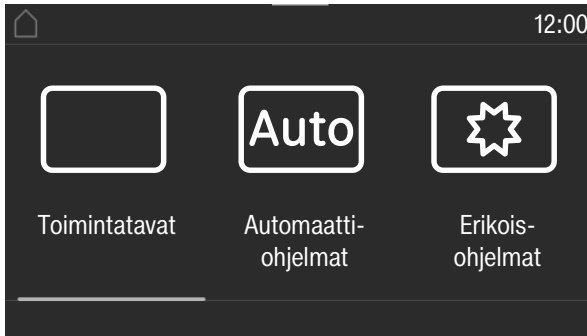 12:00
Auto
Toimintatavat
Automaatti-
ohjelmat
Erikois-
ohjelmat